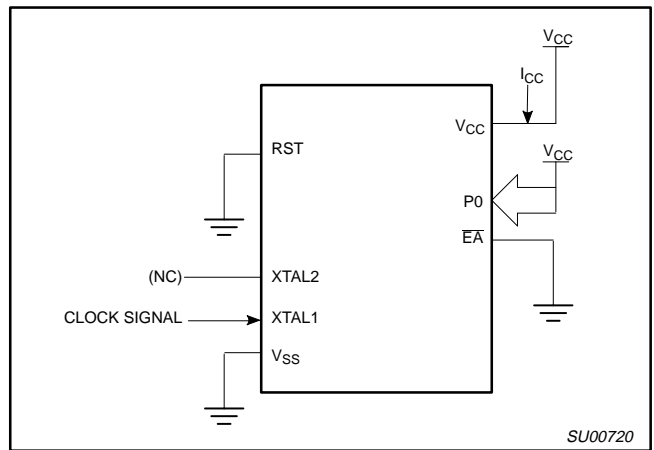 VCC
ICC
VCC
RST
VCC
P0
EA
(NC)
XTAL2
CLOCK SIGNAL
XTAL1
VSS
SU00720